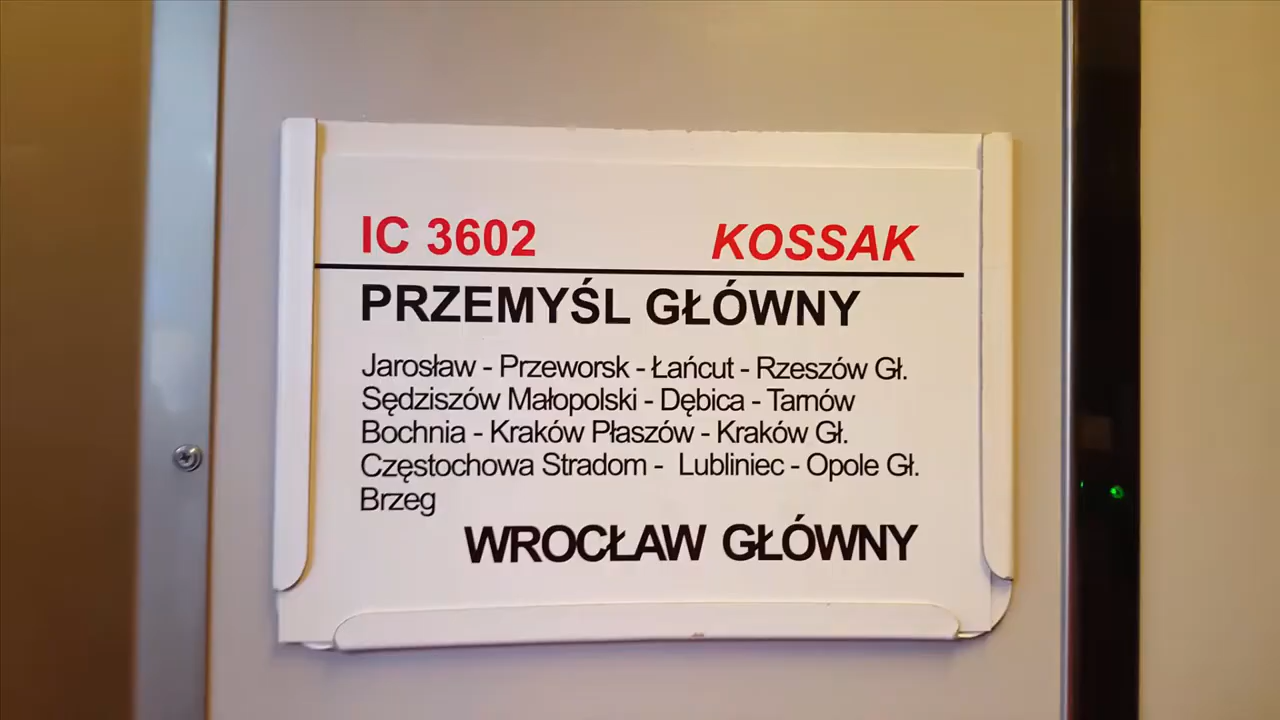 IC 3602 KOSSAK
PRZEMYŚL GŁÓWNY
Jarosław - Przeworsk - Łańcut - Rzeszów Gł.
Sędziszów Małopolski - Dębica - Tarnów
Bochnia - Kraków Płaszów - Kraków Gł.
Częstochowa Stradom - Lubliniec - Opole Gł.
Brzeg
WROCŁAW GŁÓWNY